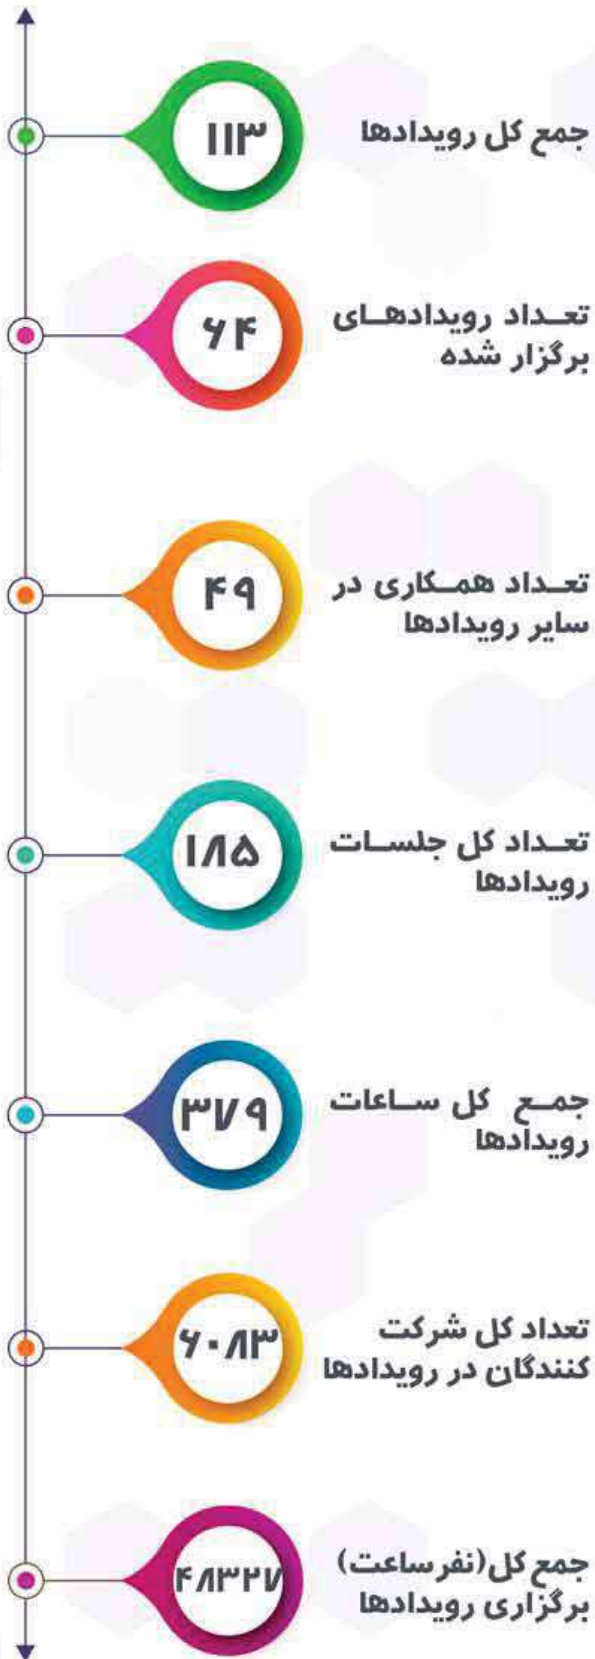 جمع کل رویدادها
۱۱۳
تعـداد رویدادهـای
برگزار شده
۶۴
تعـداد همـکاری در
سایر رویدادها
۴۹
تعـداد کل جلسـات
رویدادها
۱۸۵
جمـع کل سـاعات
رویدادها
۳۷۹
تعداد کل شرکت
کنندگان در رویدادها
۶۰۸۳
جمع کل(نفرساعت)
برگزاری رویدادها
۴۸۳۲۷